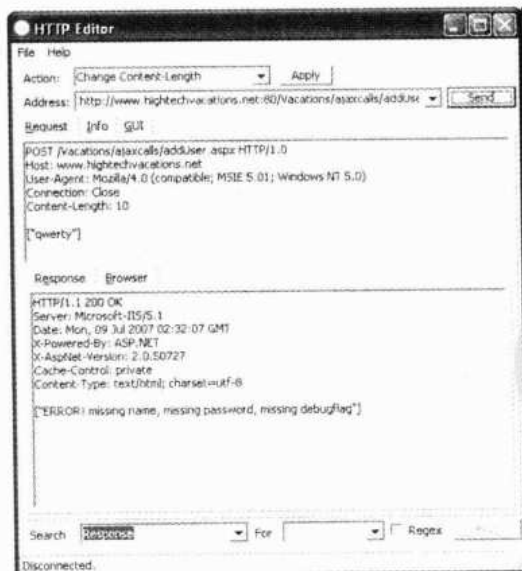 HTTP Editor
File Help
Action: Change Content-Length Apply
Address: http://www.hightechvacations.net:80/Vacations/ajaxcalls/addUse Send
Request Info GUI
POST /vacations/ajaxcalls/addUser.aspx HTTP/1.0
Host: www.hightechvacations.net
User-Agent: Mozilla/4.0 (compatible; MSIE 5.01; Windows NT 5.0)
Connection: Close
Content-Length: 10
["qwerty"]
Response Browser
HTTP/1.1 200 OK
Server: Microsoft-IIS/5.1
Date: Mon, 09 Jul 2007 02:32:07 GMT
X-Powered-By: ASP.NET
X-AspNet-Version: 2.0.50727
Cache-Control: private
Content-Type: text/html; charset=utf-8
["ERROR! missing name, missing password, missing debugflag"]
Search Response For Regex
Disconnected.